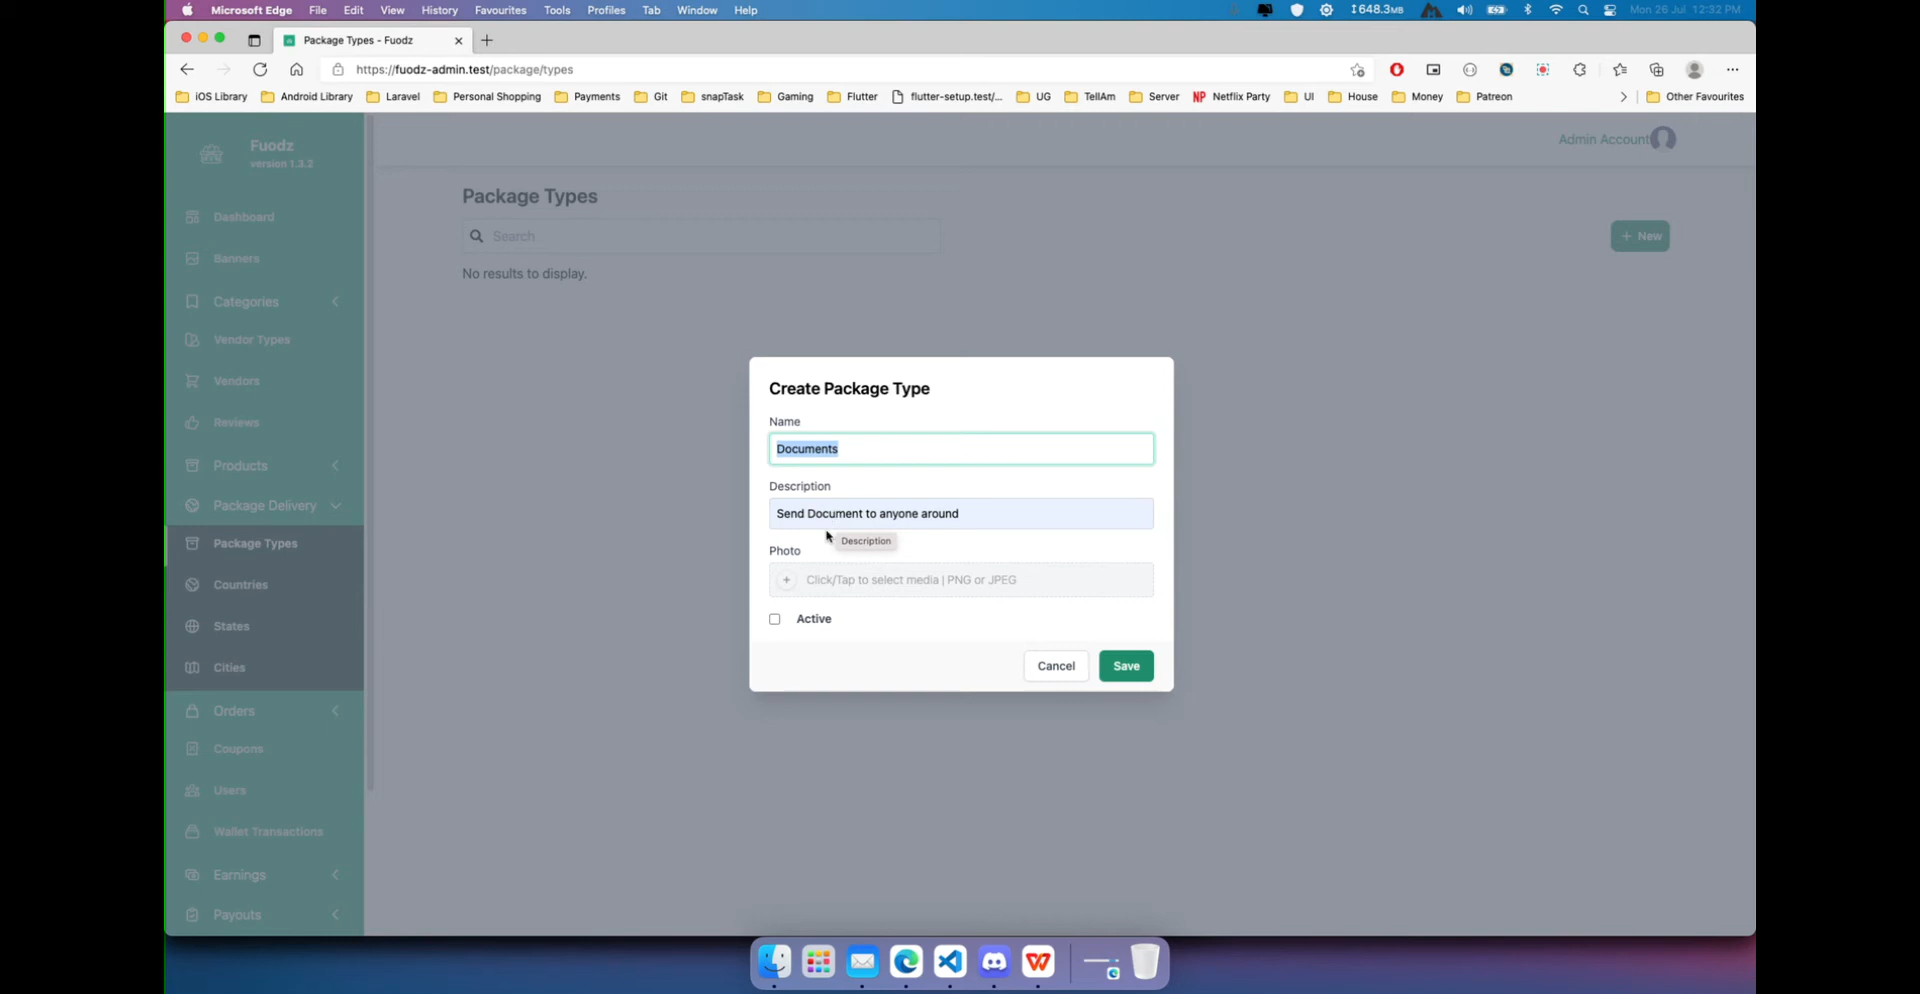 Microsoft Edge File Edit View History Favourites Tools Profiles Tab Window Help 648.3MB Mon 26 Jul 12:32 PM
Package Types - Fuodz
https://fuodz-admin.test/package/types
iOS Library Android Library Laravel Personal Shopping Payments Git snapTask Gaming Flutter flutter-setup.test/... UG TellAm Server NP Netflix Party UI House Money Patreon Other Favourites
Fuodz
version 1.3.2
Admin Account
Dashboard
Banners
Categories
Vendor Types
Vendors
Reviews
Products
Package Delivery
Package Types
Countries
States
Cities
Orders
Coupons
Users
Wallet Transactions
Earnings
Payouts
Package Types
Search
+ New
No results to display.
Create Package Type
Name
Documents
Description
Send Document to anyone around
Description
Photo
+ Click/Tap to select media | PNG or JPEG
Active
Cancel Save